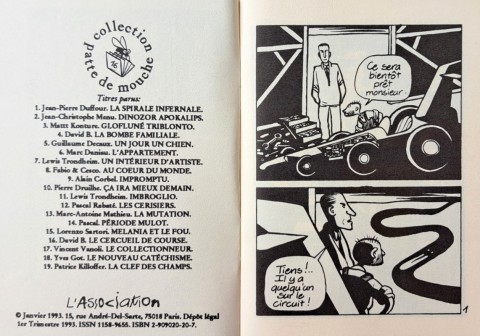 collection
patte de mouche
16
Titres parus:
1. Jean-Pierre Duffour. LA SPIRALE INFERNALE.
2. Jean-Christophe Menu. DINOZOR APOKALIPS.
3. Mattt Konture. GLOFLUNÉ TRIBLONTO.
4. David B. LA BOMBE FAMILIALE.
5. Guillaume Decaux. UN JOUR UN CHIEN.
6. Marc Daniau. L'APPARTEMENT.
7. Lewis Trondheim. UN INTÉRIEUR D'ARTISTE.
8. Fabio & Cesco. AU COEUR DU MONDE.
9. Alain Corbel. IMPROMPTU.
10. Pierre Druilhe. ÇA IRA MIEUX DEMAIN.
11. Lewis Trondheim. IMBROGLIO.
12. Pascal Rabaté. LES CERISIERS.
13. Marc-Antoine Mathieu. LA MUTATION.
14. Pascal. PÉRIODE MULOT.
15. Lorenzo Sartori. MELANIA ET LE FOU.
16. David B. LE CERCUEIL DE COURSE.
17. Vincent Vanoli. LE COLLECTIONNEUR.
18. Yves Got. LE NOUVEAU CATÉCHISME.
19. Patrice Killoffer. LA CLEF DES CHAMPS.
L'ASSOCIATION
© Janvier 1993. 15, rue André-Del-Sarte, 75018 Paris. Dépôt légal
1er Trimestre 1993. ISSN 1158-9655. ISBN 2-909020-20-7.
Ce sera
bientôt
prêt
monsieur.
Tiens!..
Il y a
quelqu'un
sur le
circuit!
1